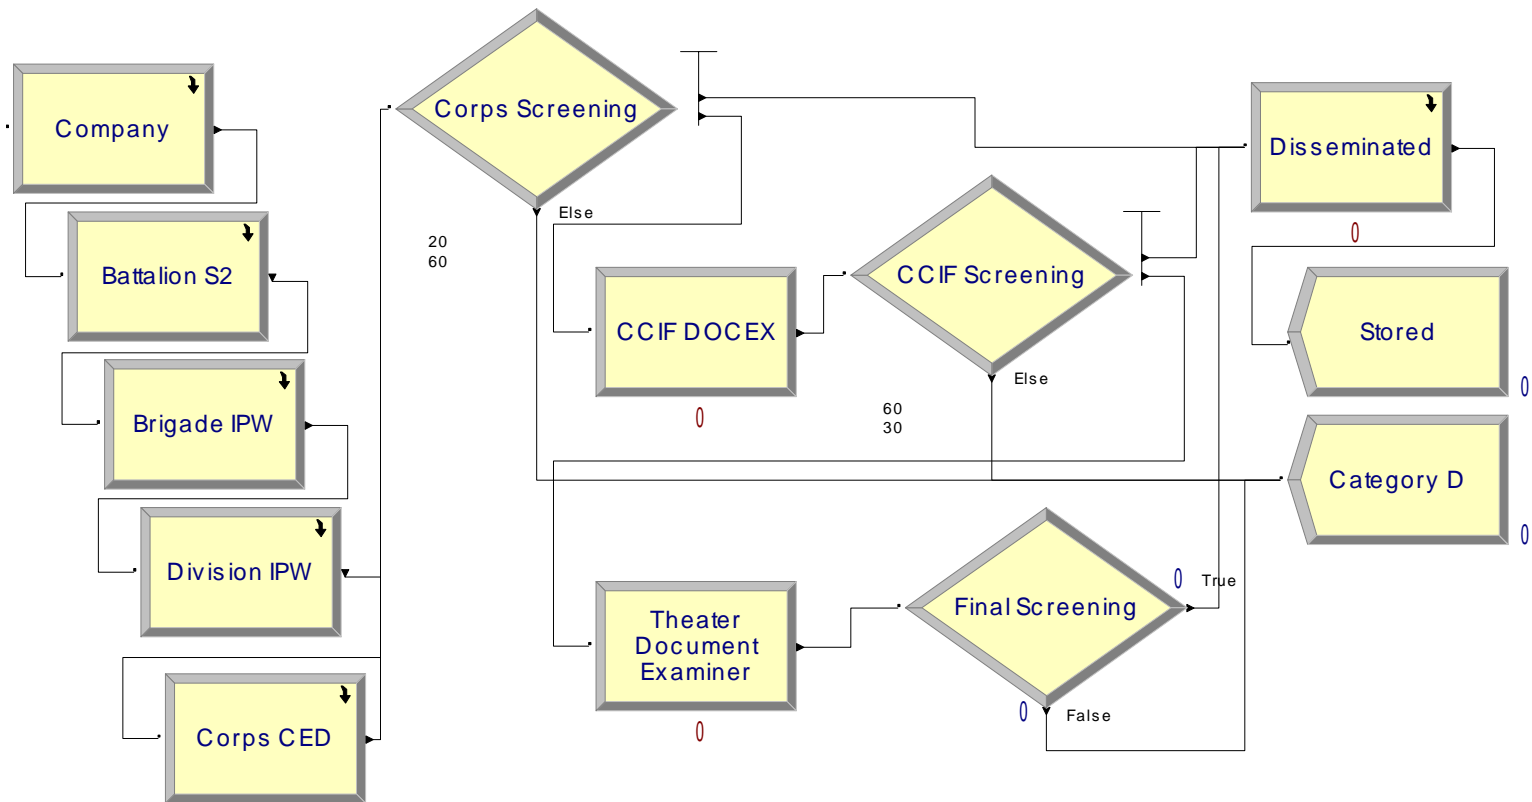 Company
Battalion S2
Brigade IPW
Division IPW
Corps CED
Corps Screening
Else
20
60
CCIF DOCEX
0
CCIF Screening
Else
60
30
Theater
Document
Examiner
0
Final Screening
0
True
0
False
Disseminated
0
Stored
0
Category D
0